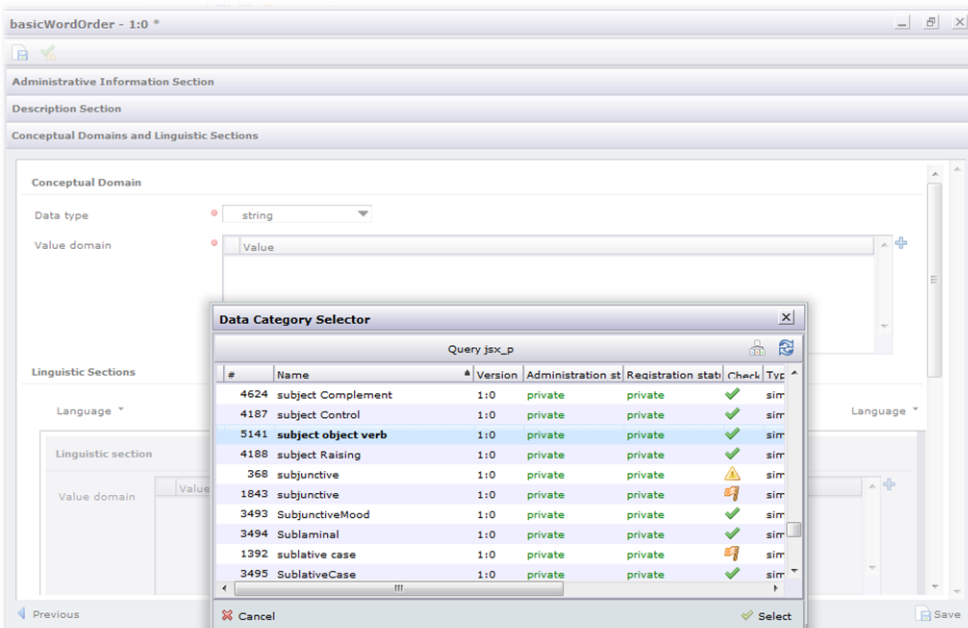 basicWordOrder - 1:0 *
Administrative Information Section
Description Section
Conceptual Domains and Linguistic Sections
Conceptual Domain
Data type
string
Value domain
Value
Data Category Selector
Query jsx_p
# Name Version Administration st Registration stat Check Typ
4624 subject Complement 1:0 private private sim
4187 subject Control 1:0 private private sim
5141 subject object verb 1:0 private private sim
4188 subject Raising 1:0 private private sim
368 subjunctive 1:0 private private sim
1843 subjunctive 1:0 private private sim
3493 SubjunctiveMood 1:0 private private sim
3494 Sublaminal 1:0 private private sim
1392 sublative case 1:0 private private sim
3495 SublativeCase 1:0 private private sim
Cancel Select
Linguistic Sections
Language Language
Linguistic section
Value domain
Value
Previous Save